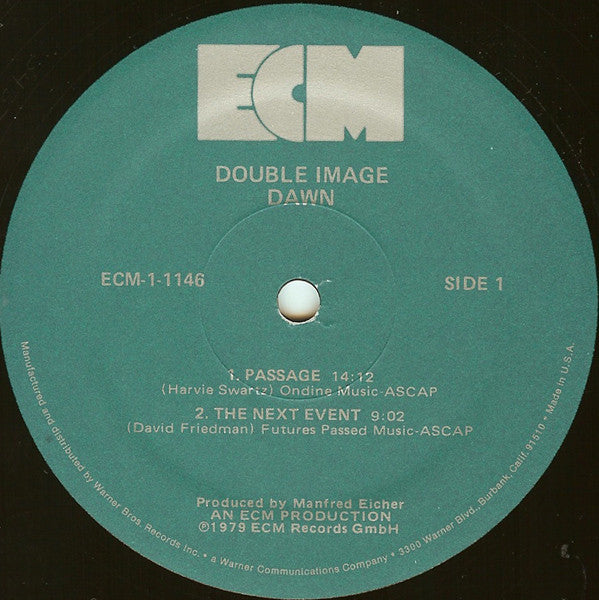 ECM
DOUBLE IMAGE
DAWN
ECM-1-1146
SIDE 1
1. PASSAGE 14:12
(Harvie Swartz) Ondine Music-ASCAP
2. THE NEXT EVENT 9:02
(David Friedman) Futures Passed Music-ASCAP
Produced by Manfred Eicher
AN ECM PRODUCTION
℗1979 ECM Records GmbH
Manufactured and distributed by Warner Bros. Records Inc. • a Warner Communications Company • 3300 Warner Blvd., Burbank, Calif. 91510 • Made in U.S.A.